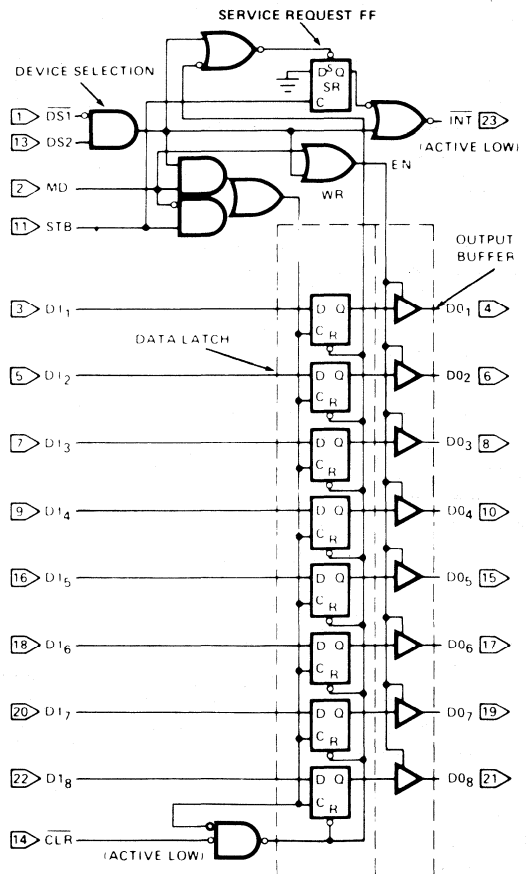 SERVICE REQUEST FF
DEVICE SELECTION
D S Q
SR
C
1 DS1
13 DS2
INT 23
(ACTIVE LOW)
EN
2 MD
WR
11 STB
OUTPUT
BUFFER
3 DI1 D Q C R DO1 4
DATA LATCH
5 DI2 D Q C R DO2 6
7 DI3 D Q C R DO3 8
9 DI4 D Q C R DO4 10
16 DI5 D Q C R DO5 15
18 DI6 D Q C R DO6 17
20 DI7 D Q C R DO7 19
22 DI8 D Q C R DO8 21
14 CLR
(ACTIVE LOW)